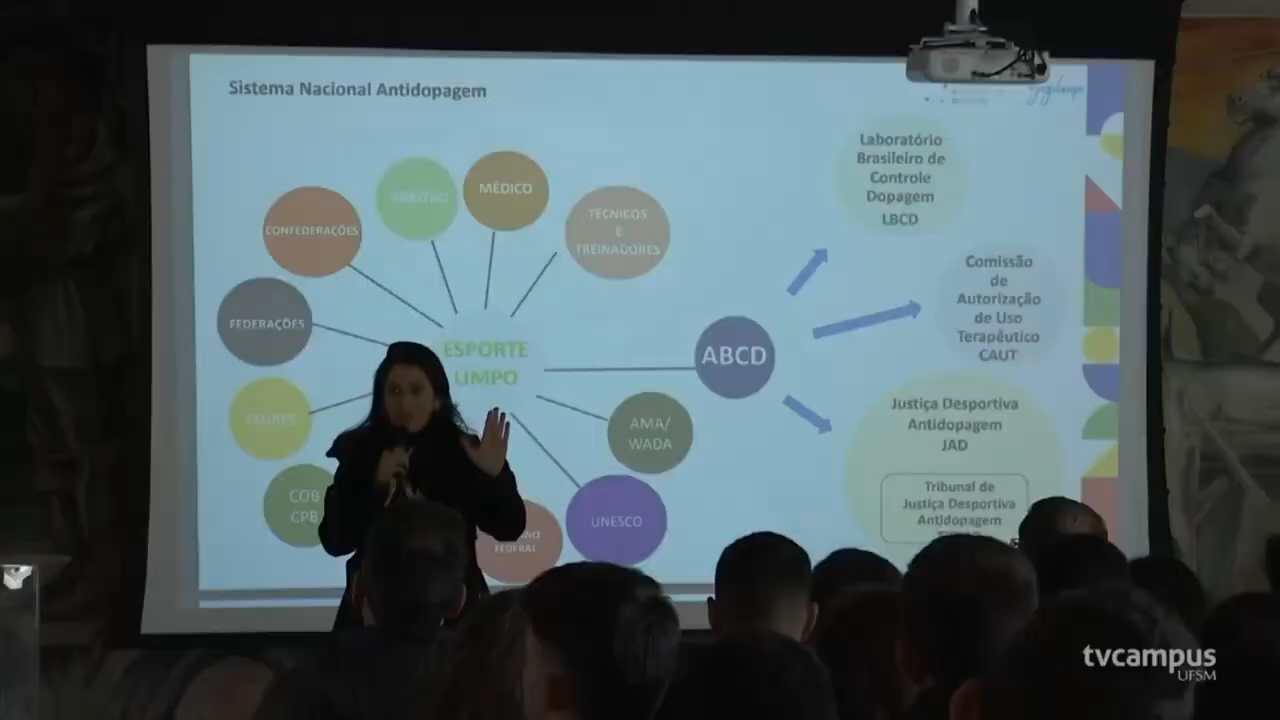 Sistema Nacional Antidopagem
Laboratório
Brasileiro de
Controle
Dopagem
LBCD
MÉDICO
TÉCNICOS
E
TREINADORES
CONFEDERAÇÕES
Comissão
de
Autorização
de Uso
Terapêutico
CAUT
FEDERAÇÕES
ESPORTE
LIMPO
ABCD
AMA/
WADA
Justiça Desportiva
Antidopagem
JAD
COB
CPB
UNESCO
FEDERAL
Tribunal de
Justiça Desportiva
Antidopagem
tvcampus
UFSM